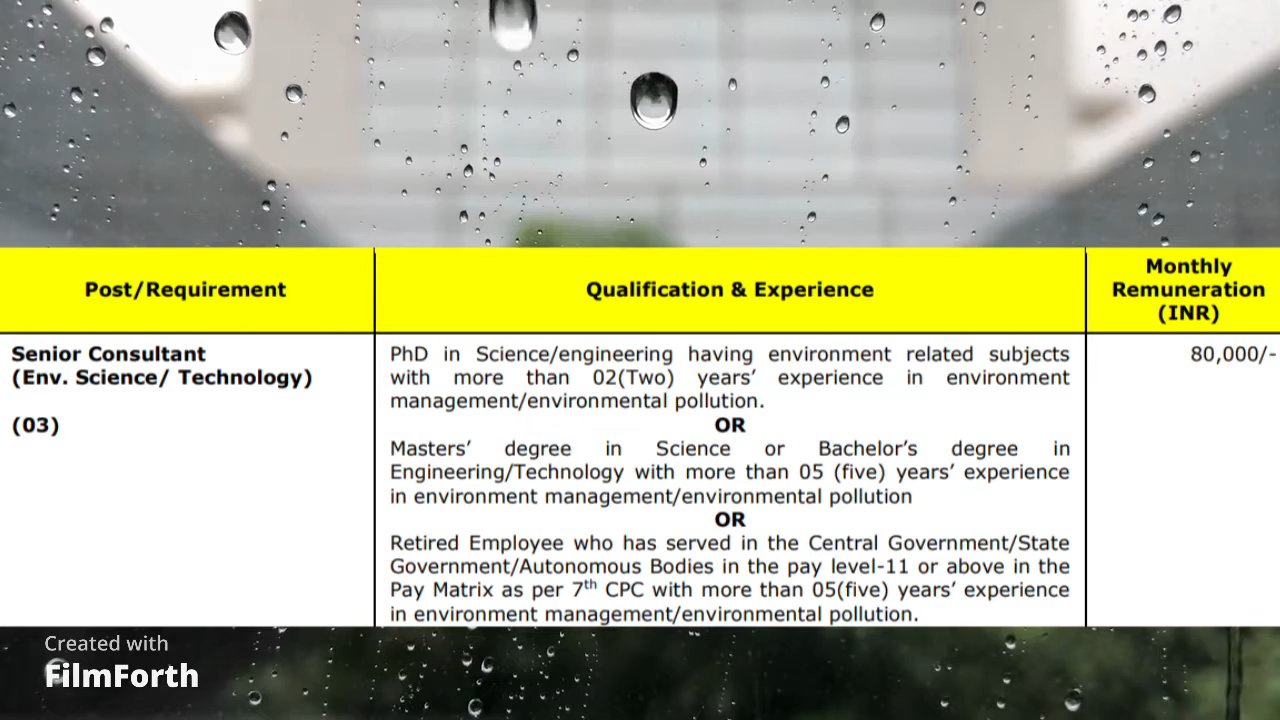 Post/Requirement
Qualification & Experience
Monthly
Remuneration
(INR)
Senior Consultant
(Env. Science/ Technology)
(03)
PhD in Science/engineering having environment related subjects
with more than 02(Two) years’ experience in environment
management/environmental pollution.
OR
Masters’ degree in Science or Bachelor’s degree in
Engineering/Technology with more than 05 (five) years’ experience
in environment management/environmental pollution
OR
Retired Employee who has served in the Central Government/State
Government/Autonomous Bodies in the pay level-11 or above in the
Pay Matrix as per 7th CPC with more than 05(five) years’ experience
in environment management/environmental pollution.
80,000/-
Created with
FilmForth